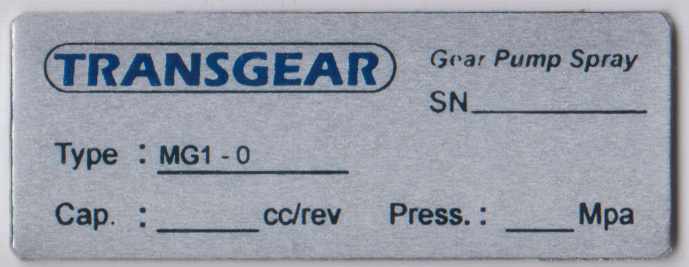 TRANSGEAR
Gear Pump Spray
SN
Type : MG1 - 0
Cap. : cc/rev Press. : Mpa